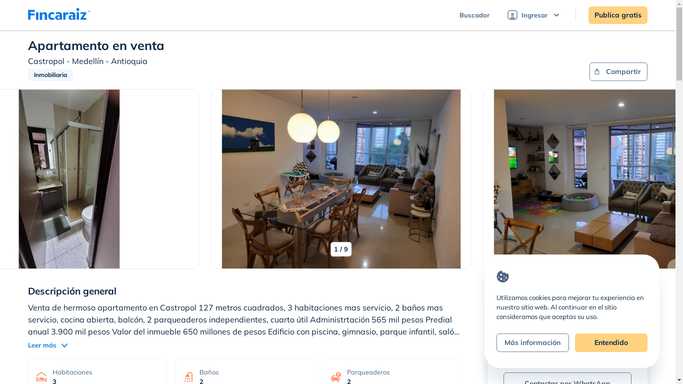 Fincaraiz
Buscador
Ingresar
Publica gratis
Apartamento en venta
Castropol - Medellín - Antioquia
Inmobiliaria
Compartir
1 / 9
Descripción general
Venta de hermoso apartamento en Castropol 127 metros cuadrados, 3 habitaciones mas servicio, 2 baños mas
servicio, cocina abierta, balcón, 2 parqueaderos independientes, cuarto útil Administrtación 565 mil pesos Predial
anual 3.900 mil pesos Valor del inmueble 650 millones de pesos Edificio con piscina, gimnasio, parque infantil, saló...
Leer más
Habitaciones
3
Baños
2
Parqueaderos
2
Utilizamos cookies para mejorar tu experiencia en
nuestro sitio web. Al continuar en el sitio
consideramos que aceptas su uso.
Más información
Entendido
Contactar por WhatsApp